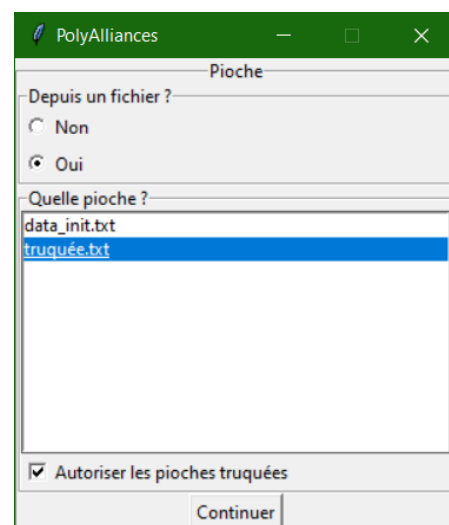 PolyAlliances
Pioche
Depuis un fichier ?
Non
Oui
Quelle pioche ?
data_init.txt
truquée.txt
Autoriser les pioches truquées
Continuer